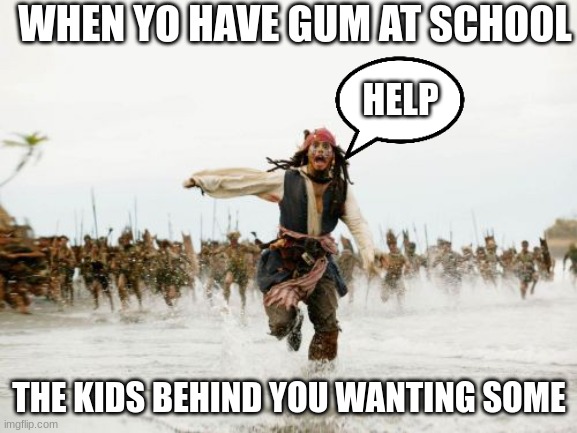 WHEN YO HAVE GUM AT SCHOOL
HELP
THE KIDS BEHIND YOU WANTING SOME
imgflip.com